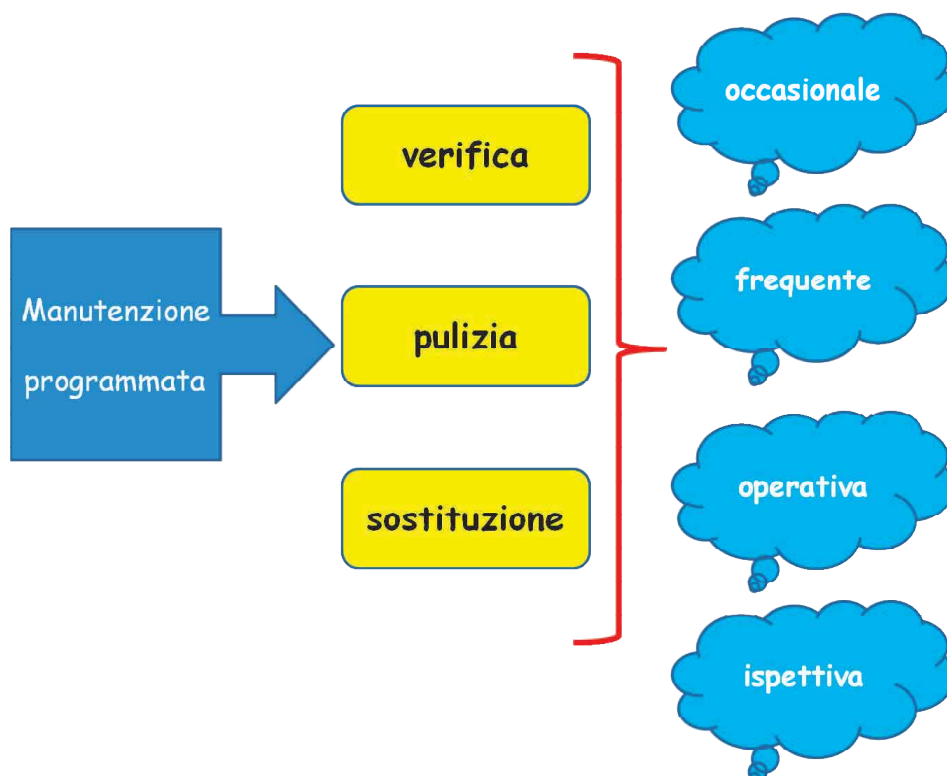 Manutenzione
programmata
verifica
pulizia
sostituzione
occasionale
frequente
operativa
ispettiva